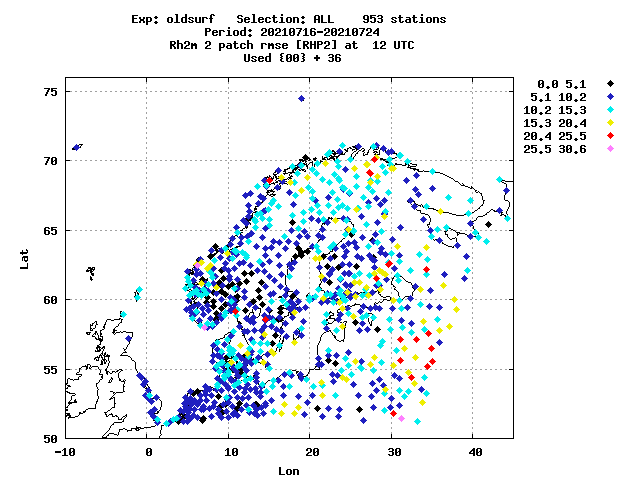 Exp: oldsurf   Selection: ALL    953 stations
Period: 20210716-20210724
Rh2m 2 patch rmse [RHP2] at  12 UTC
Used {00} + 36
0.0 5.1
5.1 10.2
10.2 15.3
15.3 20.4
20.4 25.5
25.5 30.6
75
70
65
60
55
50
Lat
-10 0 10 20 30 40
Lon